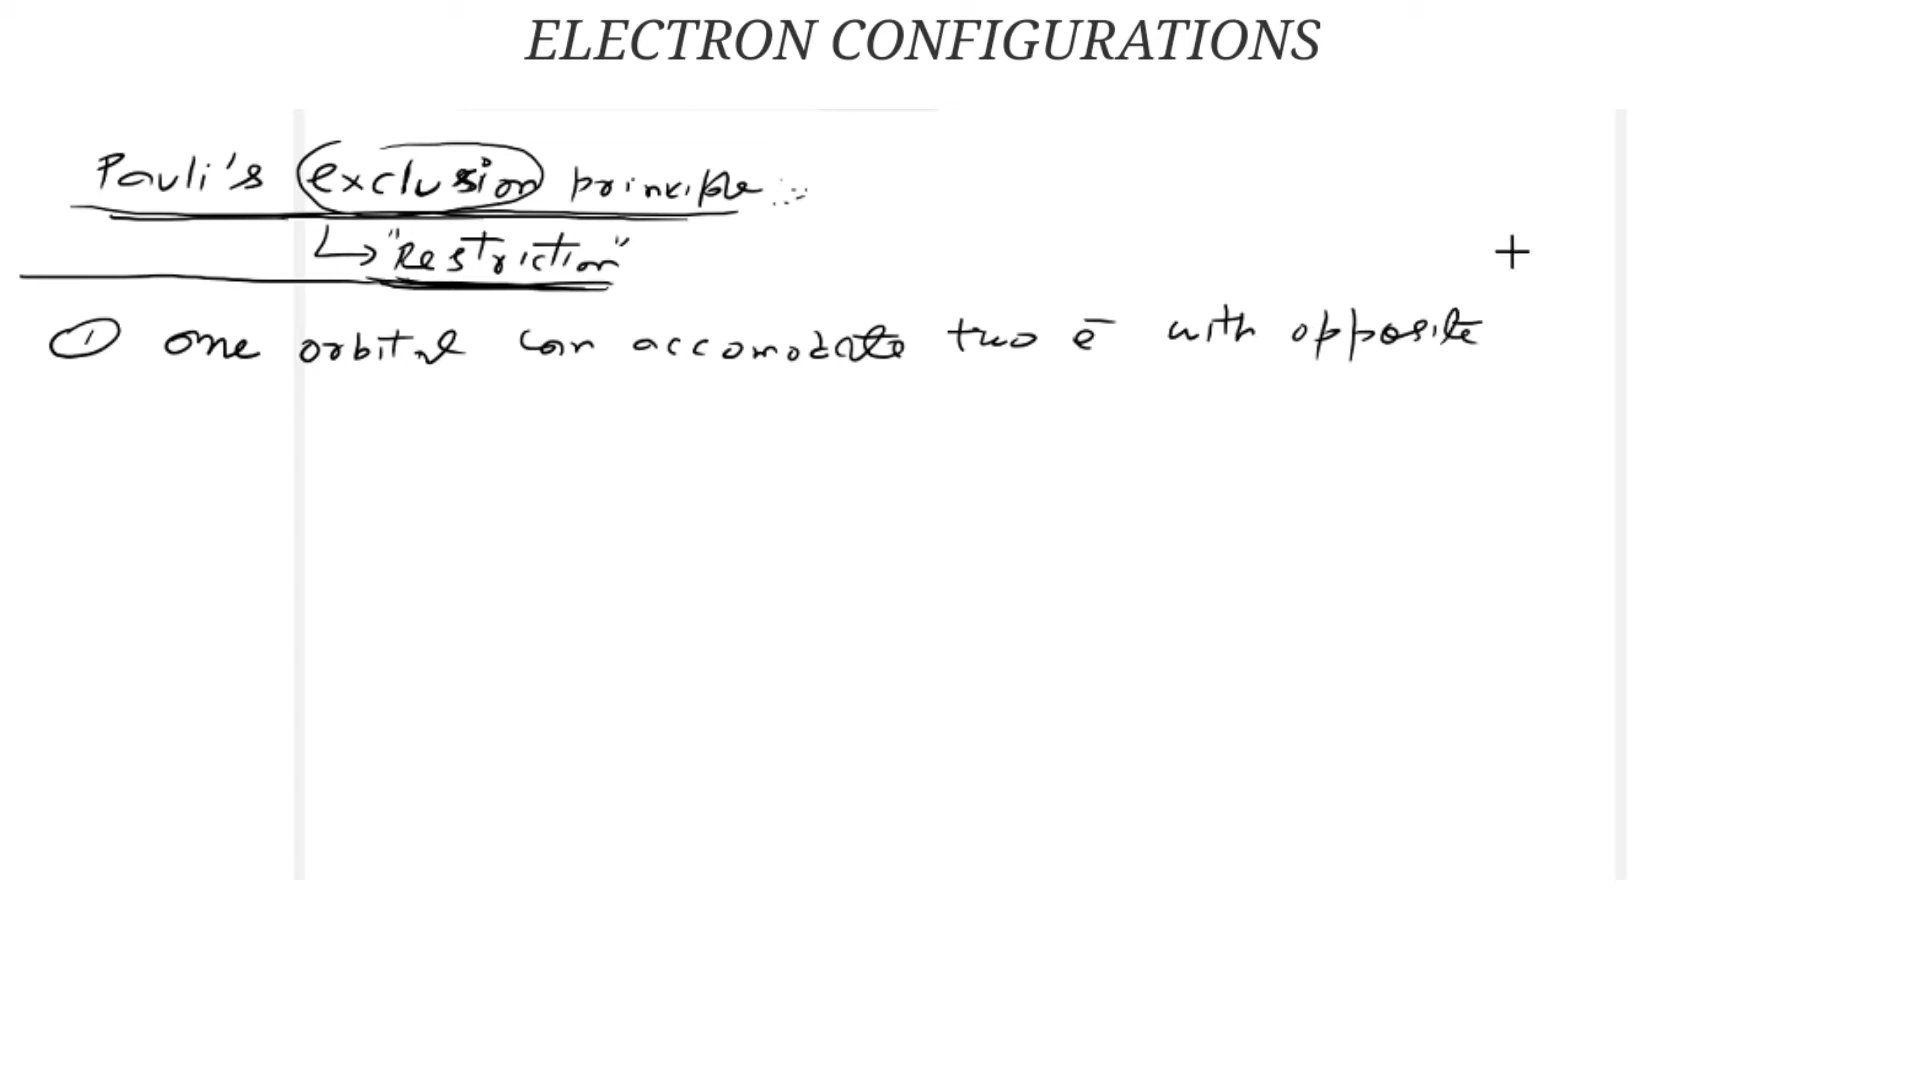 ELECTRON CONFIGURATIONS
Pauli's exclusion principle :-
↳ "Restriction"
① one orbital can accomodate two e⁻ with opposite